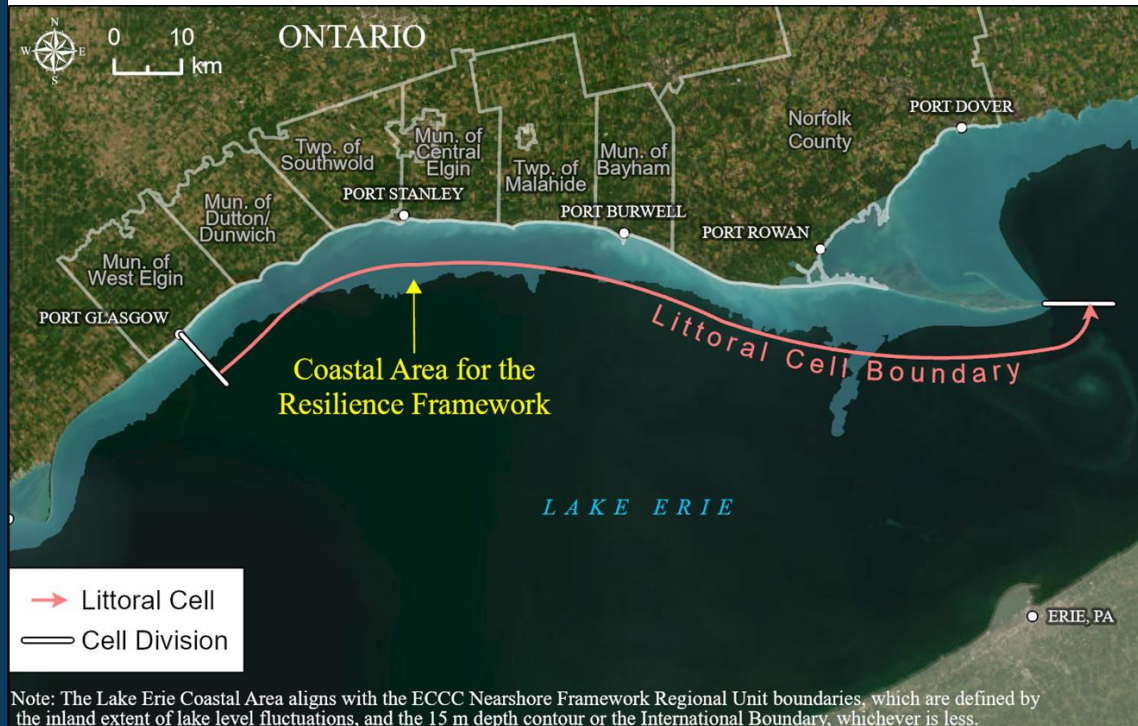 N
W E
S
0 10
km
ONTARIO
PORT DOVER
Norfolk
County
Mun. of
Central
Elgin
Twp. of
Southwold
Mun. of
Bayham
Twp. of
Malahide
Mun. of
Dutton/
Dunwich
PORT STANLEY
PORT BURWELL
PORT ROWAN
Mun. of
West Elgin
PORT GLASGOW
Littoral Cell Boundary
Coastal Area for the
Resilience Framework
LAKE ERIE
Littoral Cell
Cell Division
ERIE, PA
Note: The Lake Erie Coastal Area aligns with the ECCC Nearshore Framework Regional Unit boundaries, which are defined by
the inland extent of lake level fluctuations, and the 15 m depth contour or the International Boundary, whichever is less.